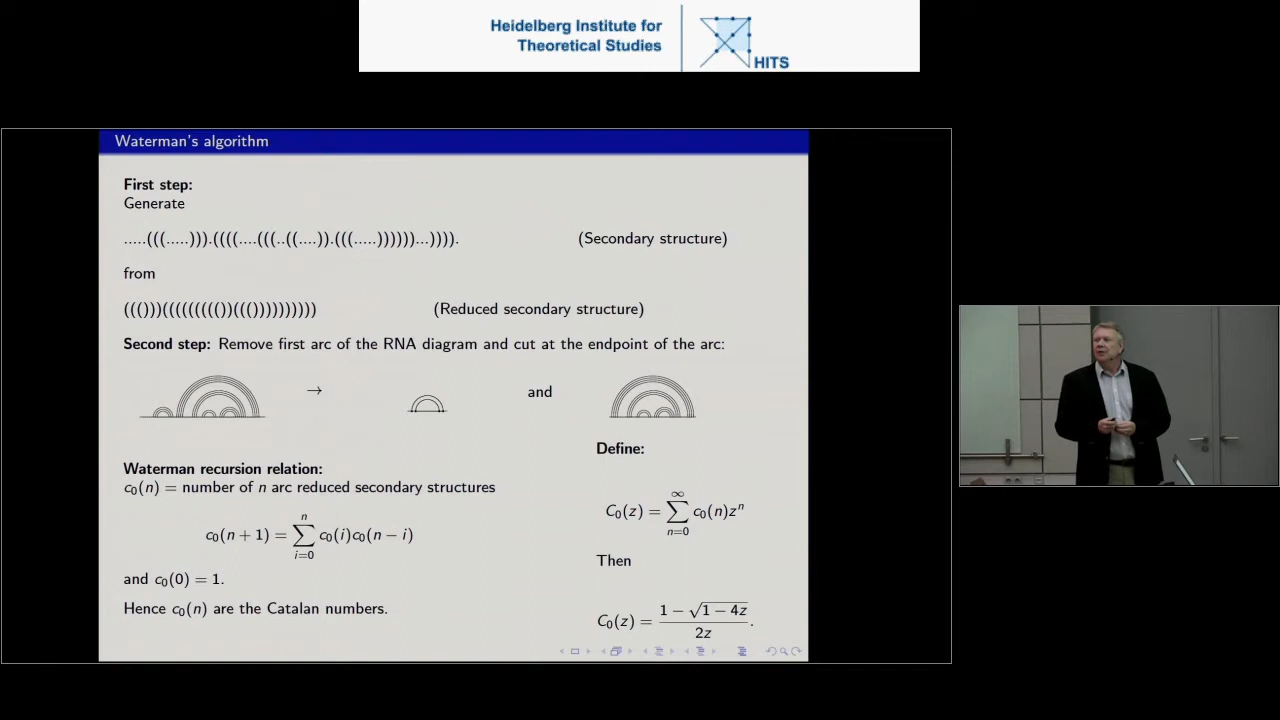 Heidelberg Institute for
Theoretical Studies
HITS
Waterman's algorithm
First step:
Generate
.....(((.....))).((((....(((..((....)).(((.....))))))...)))). (Secondary structure)
from
((()))((((((((())((()))))))))) (Reduced secondary structure)
Second step: Remove first arc of the RNA diagram and cut at the endpoint of the arc:
→ and
Define:
Waterman recursion relation:
c₀(n) = number of n arc reduced secondary structures
C₀(z) = ∑_{n=0}^{∞} c₀(n)zⁿ
c₀(n + 1) = ∑_{i=0}^{n} c₀(i)c₀(n − i)
Then
and c₀(0) = 1.
Hence c₀(n) are the Catalan numbers.
C₀(z) = (1 − √(1 − 4z)) / 2z.